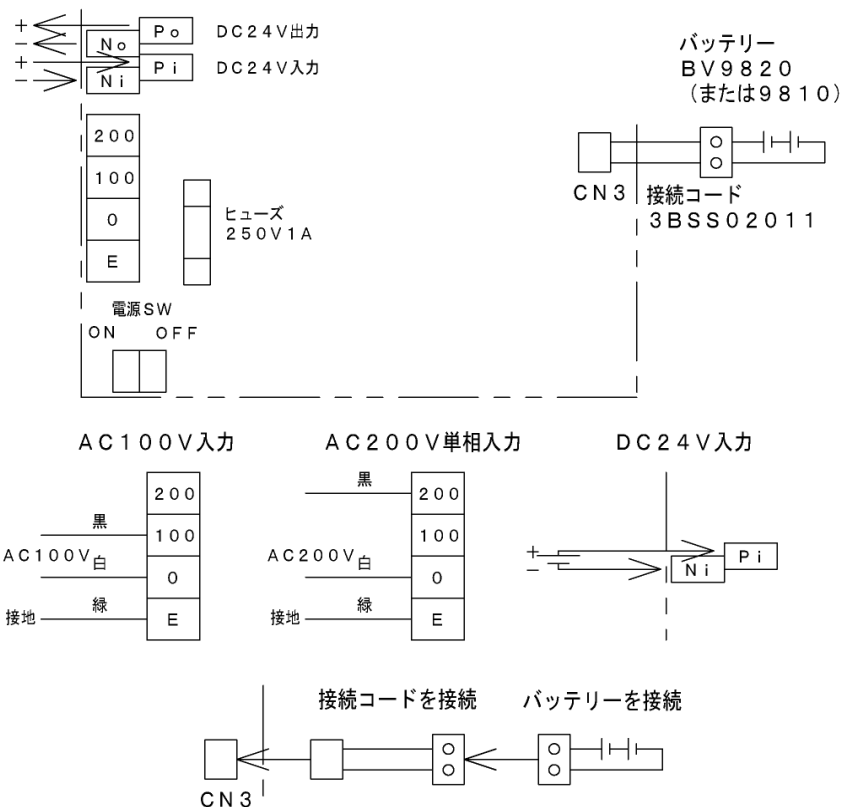 +
Po
DC24V出力
-
No
+
Pi
DC24V入力
-
Ni
200
100
0
E
ヒューズ
250V1A
電源SW
ON OFF
バッテリー
BV9820
(または9810)
CN3
接続コード
3BSS02011
AC100V入力
200
黒
100
AC100V
白
0
接地
緑
E
AC200V単相入力
黒
200
100
AC200V
白
0
接地
緑
E
DC24V入力
+
-
Pi
Ni
接続コードを接続
バッテリーを接続
CN3